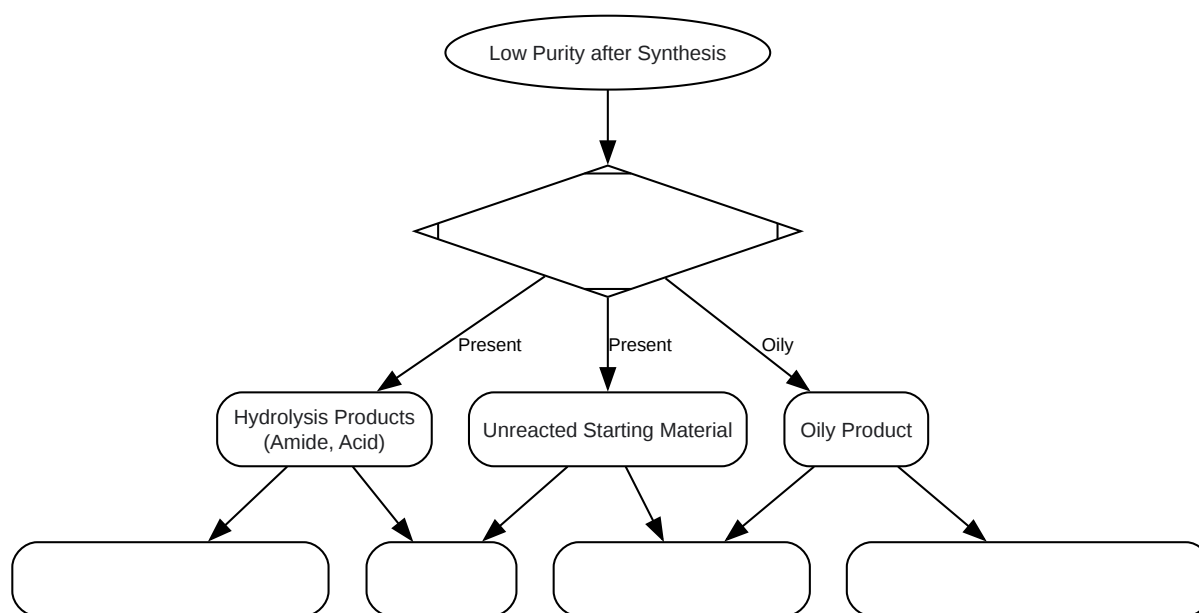 Low Purity after Synthesis
Present
Present
Oily
Hydrolysis Products
(Amide, Acid)
Unreacted Starting Material
Oily Product